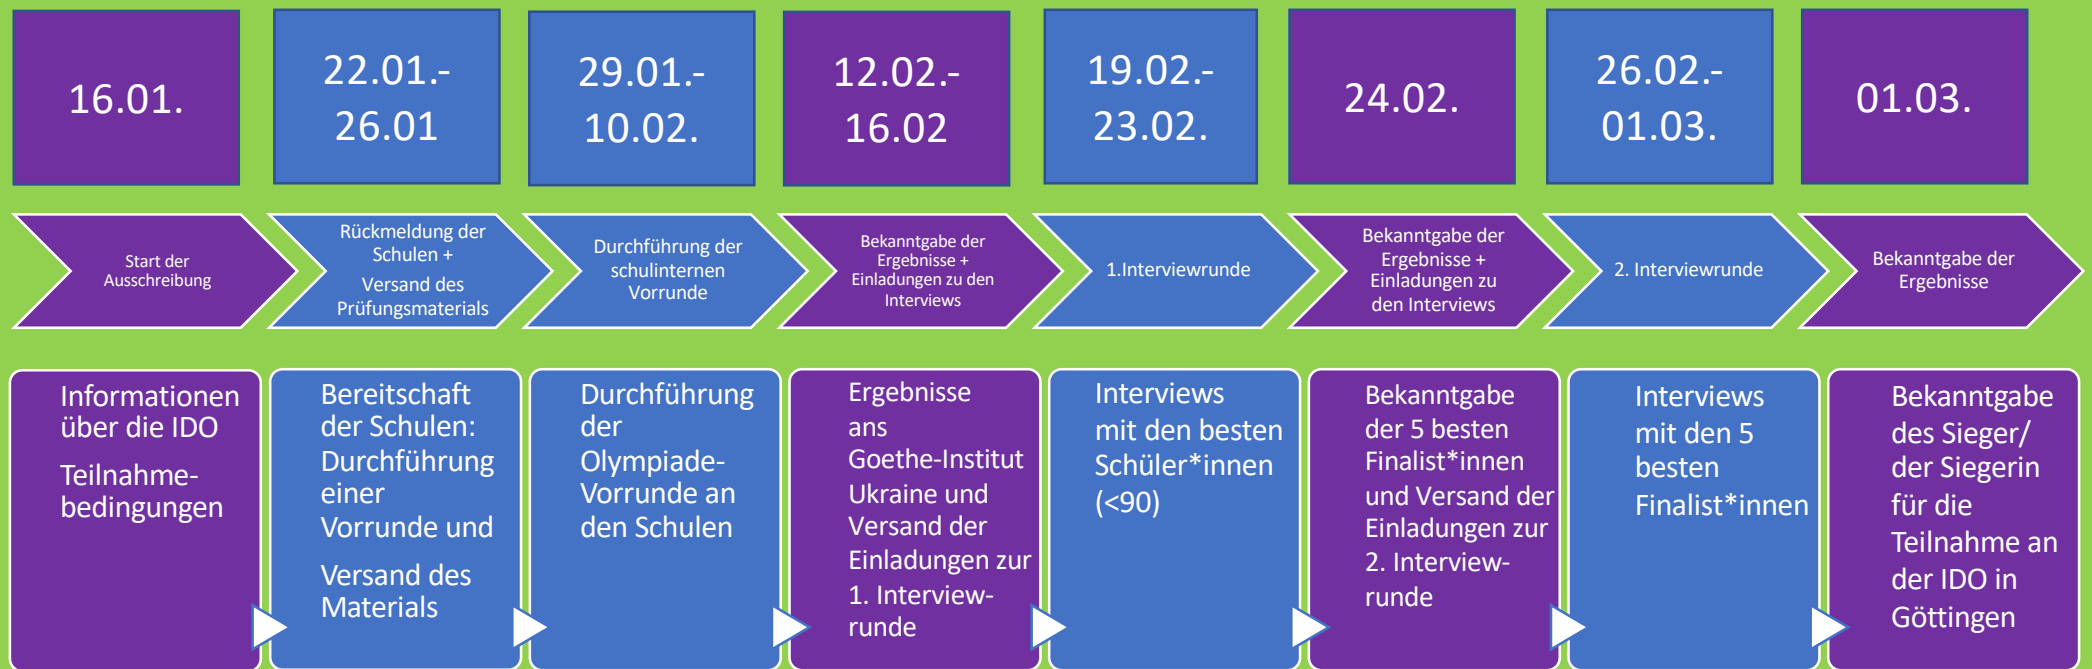 16.01.
22.01.-
26.01
29.01.-
10.02.
12.02.-
16.02
19.02.-
23.02.
24.02.
26.02.-
01.03.
01.03.
Start der
Ausschreibung
Rückmeldung der
Schulen +
Versand des
Prüfungsmaterials
Durchführung der
schulinternen
Vorrunde
Bekanntgabe der
Ergebnisse +
Einladungen zu den
Interviews
1.Interviewrunde
Bekanntgabe der
Ergebnisse +
Einladungen zu
den Interviews
2. Interviewrunde
Bekanntgabe der
Ergebnisse
Informationen
über die IDO
Teilnahme-
bedingungen
Bereitschaft
der Schulen:
Durchführung
einer
Vorrunde und
Versand des
Materials
Durchführung
der
Olympiade-
Vorrunde an
den Schulen
Ergebnisse
ans
Goethe-Institut
Ukraine und
Versand der
Einladungen zur
1. Interview-
runde
Interviews
mit den besten
Schüler*innen
(<90)
Bekanntgabe
der 5 besten
Finalist*innen
und Versand der
Einladungen zur
2. Interview-
runde
Interviews
mit den 5
besten
Finalist*innen
Bekanntgabe
des Sieger/
der Siegerin
für die
Teilnahme an
der IDO in
Göttingen